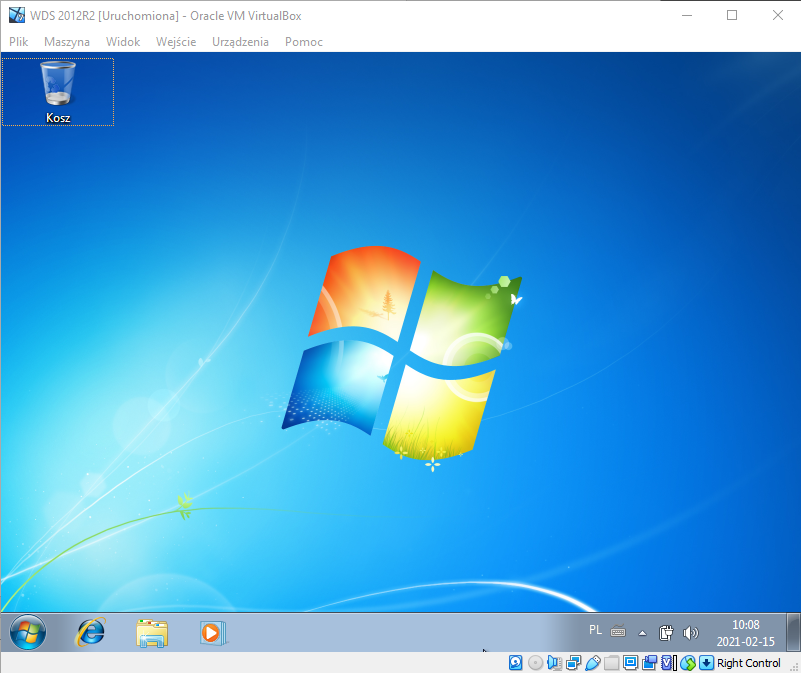 WDS 2012R2 [Uruchomiona] - Oracle VM VirtualBox
Plik Maszyna Widok Wejście Urządzenia Pomoc
Kosz
PL
10:08
2021-02-15
Right Control